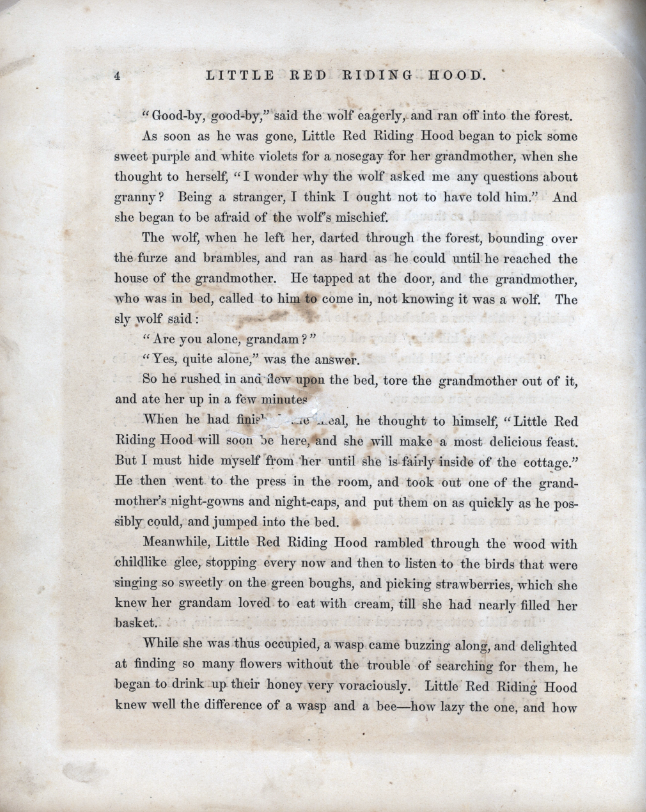 4 LITTLE RED RIDING HOOD.
"Good-by, good-by," said the wolf eagerly, and ran off into the forest.
As soon as he was gone, Little Red Riding Hood began to pick some
sweet purple and white violets for a nosegay for her grandmother, when she
thought to herself, "I wonder why the wolf asked me any questions about
granny? Being a stranger, I think I ought not to have told him." And
she began to be afraid of the wolf's mischief.
The wolf, when he left her, darted through the forest, bounding over
the furze and brambles, and ran as hard as he could until he reached the
house of the grandmother. He tapped at the door, and the grandmother,
who was in bed, called to him to come in, not knowing it was a wolf. The
sly wolf said:
"Are you alone, grandam?"
"Yes, quite alone," was the answer.
So he rushed in and flew upon the bed, tore the grandmother out of it,
and ate her up in a few minutes
When he had meal, he thought to himself, "Little Red
Riding Hood will soon be here, and she will make a most delicious feast.
But I must hide myself from her until she is fairly inside of the cottage."
He then went to the press in the room, and took out one of the grand-
mother's night-gowns and night-caps, and put them on as quickly as he pos-
sibly could, and jumped into the bed.
Meanwhile, Little Red Riding Hood rambled through the wood with
childlike glee, stopping every now and then to listen to the birds that were
singing so sweetly on the green boughs, and picking strawberries, which she
knew her grandam loved to eat with cream, till she had nearly filled her
basket.
While she was thus occupied, a wasp came buzzing along, and delighted
at finding so many flowers without the trouble of searching for them, he
began to drink up their honey very voraciously. Little Red Riding Hood
knew well the difference of a wasp and a bee—how lazy the one, and how